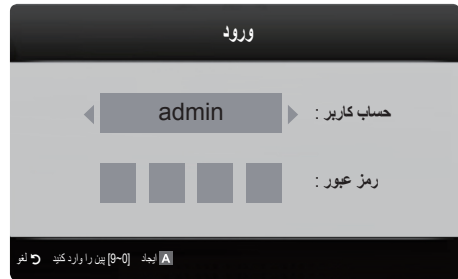 ورود
حساب کاربر :
admin
رمز عبور :
A ایجاد [0~9] پین را وارد کنید لغو